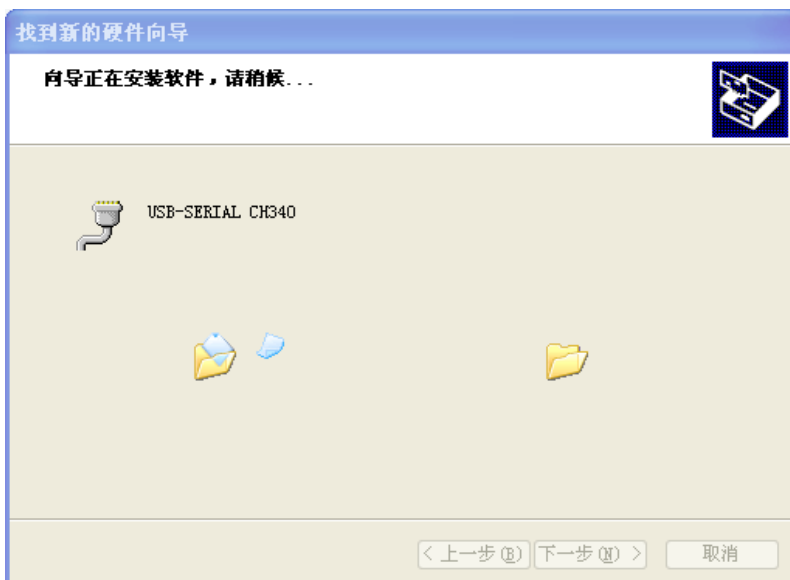 找到新的硬件向导
向导正在安装软件，请稍候...
USB-SERIAL CH340
< 上一步(B)
下一步(N) >
取消